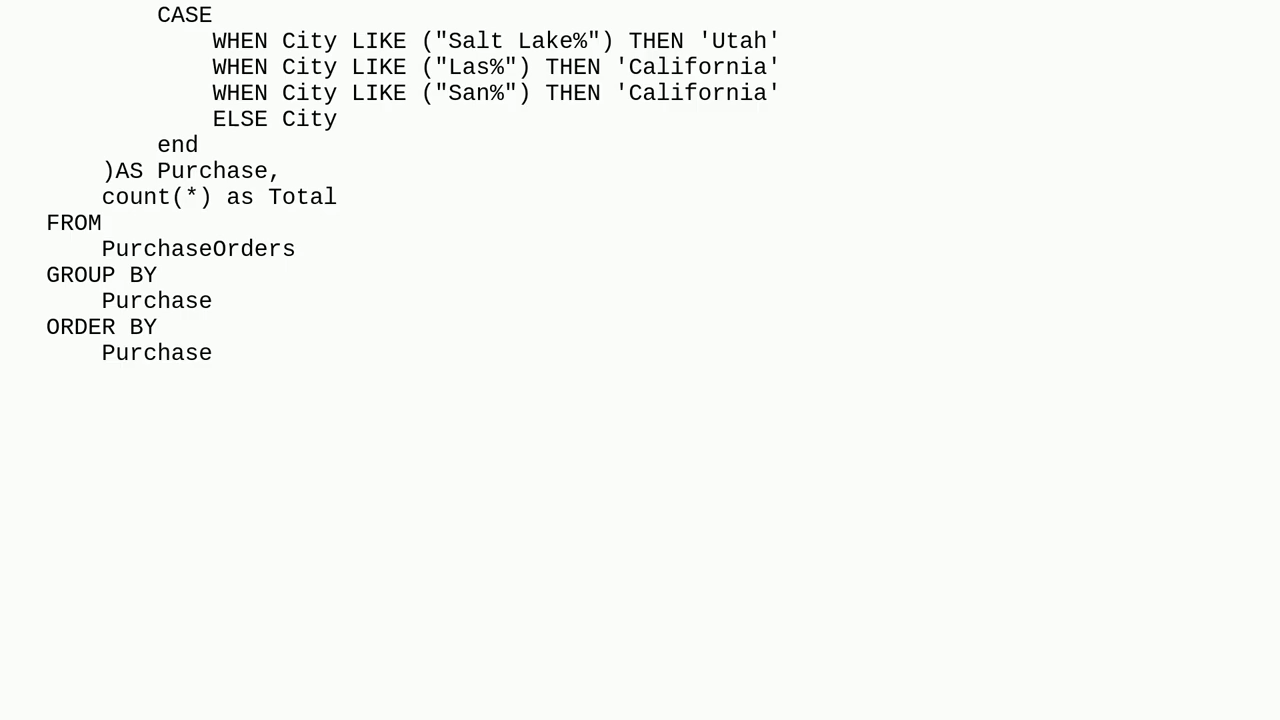 CASE
WHEN City LIKE ("Salt Lake%") THEN 'Utah'
WHEN City LIKE ("Las%") THEN 'California'
WHEN City LIKE ("San%") THEN 'California'
ELSE City
end
)AS Purchase,
count(*) as Total
FROM
PurchaseOrders
GROUP BY
Purchase
ORDER BY
Purchase